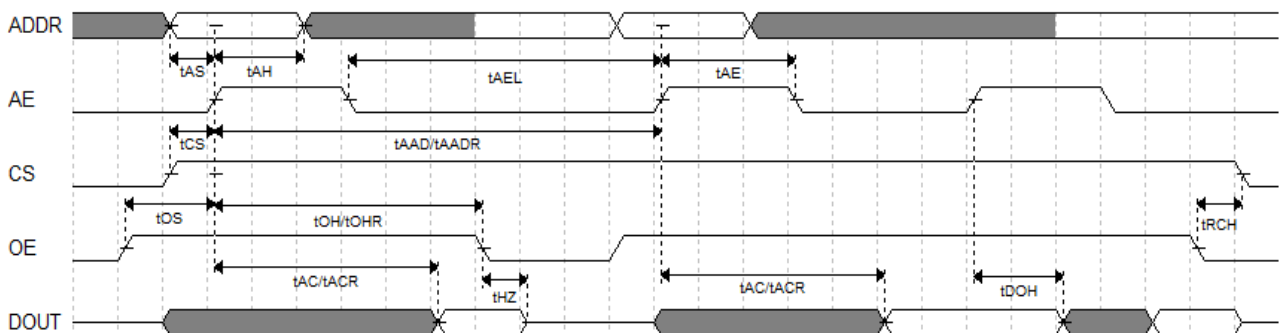 ADDR
tAS tAH tAEL tAE
AE
tCS tAAD/tAADR
CS
tOS tOH/tOHR tRCH
OE
tAC/tACR tHZ tAC/tACR tDOH
DOUT